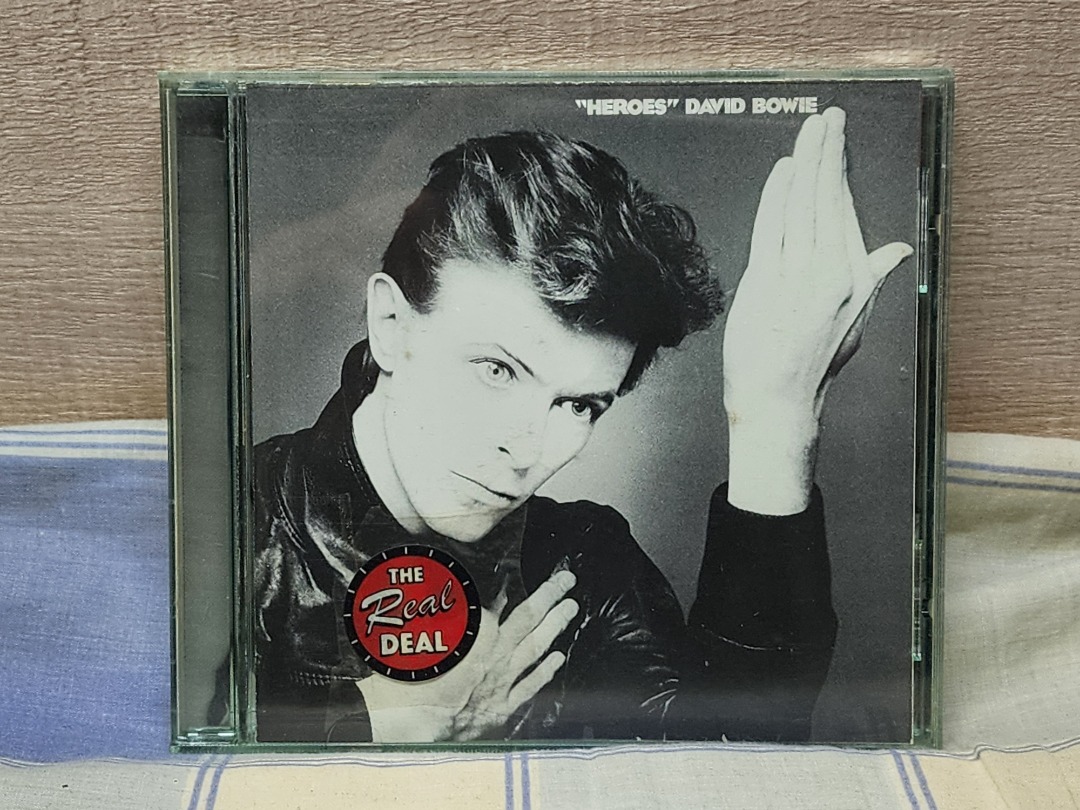 "HEROES" DAVID BOWIE
THE
Real
DEAL